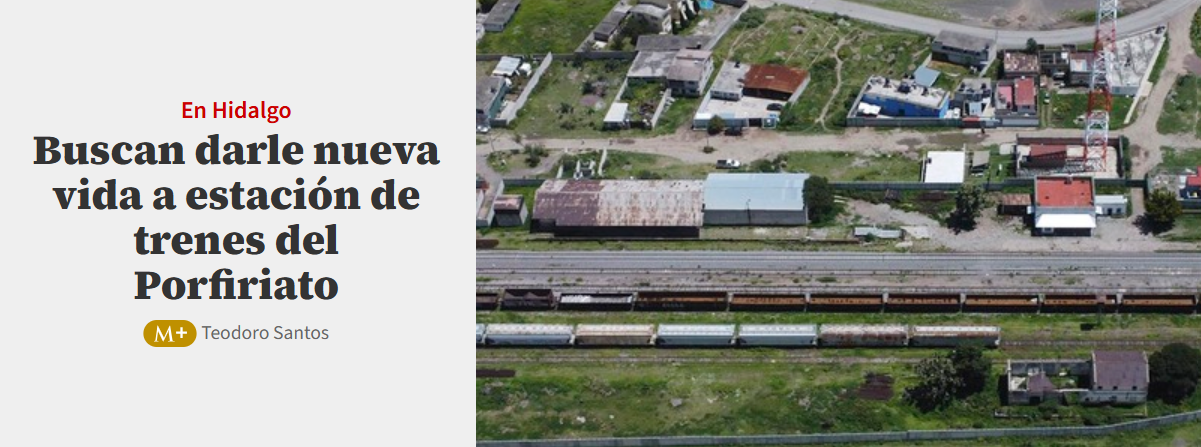 En Hidalgo
Buscan darle nueva
vida a estación de
trenes del
Porfiriato
M+ Teodoro Santos